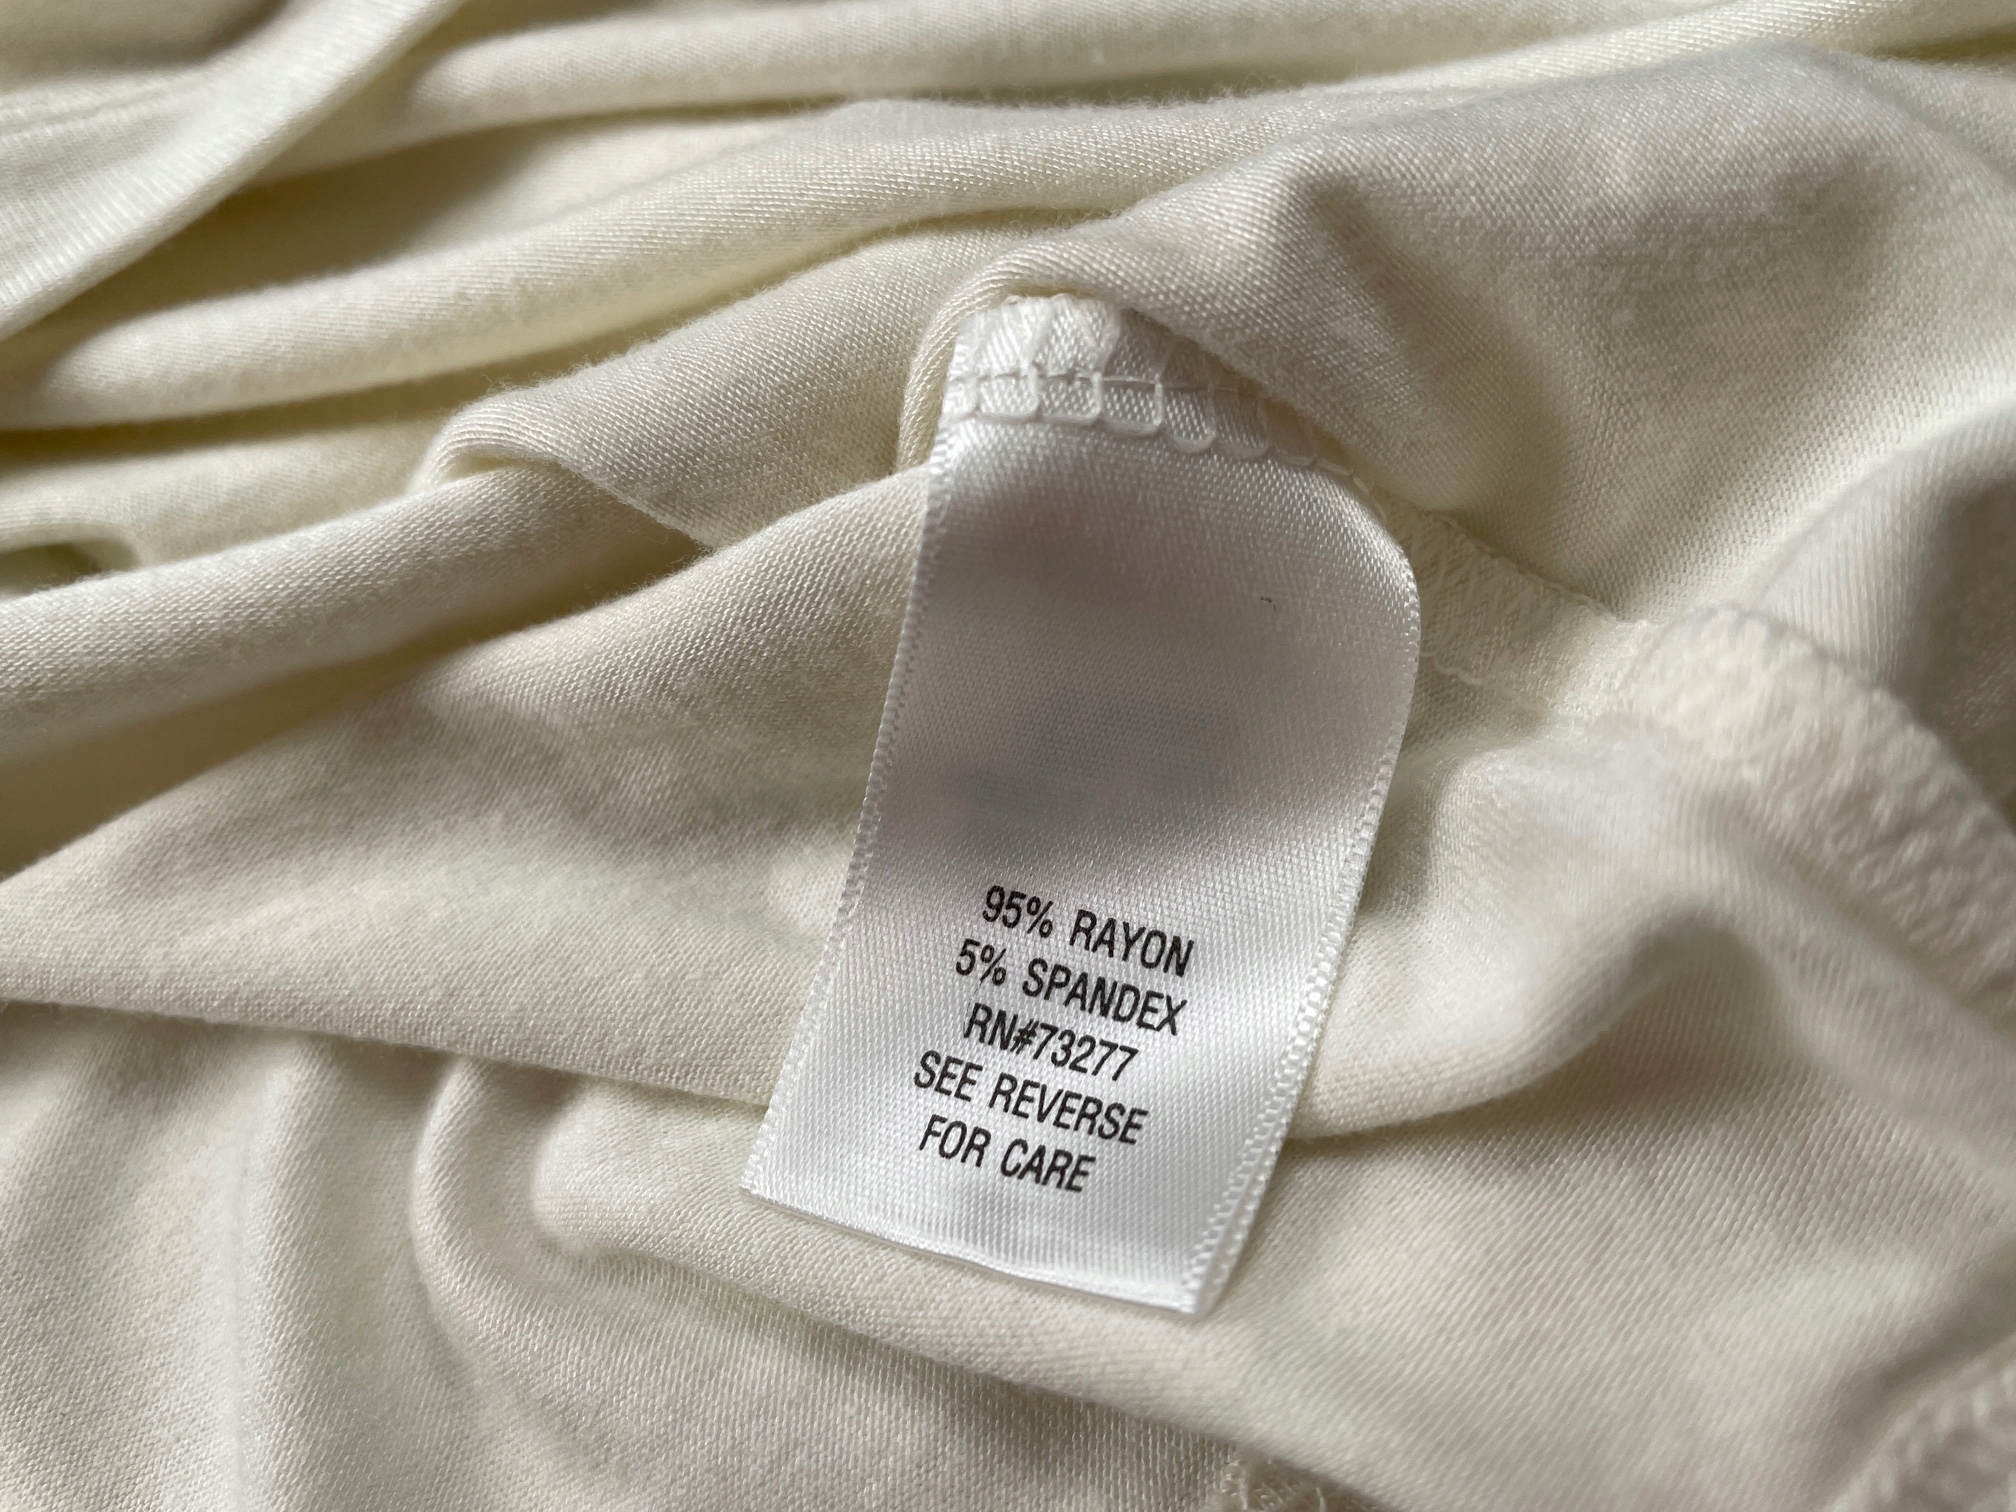 95% RAYON
5% SPANDEX
RN#73277
SEE REVERSE
FOR CARE